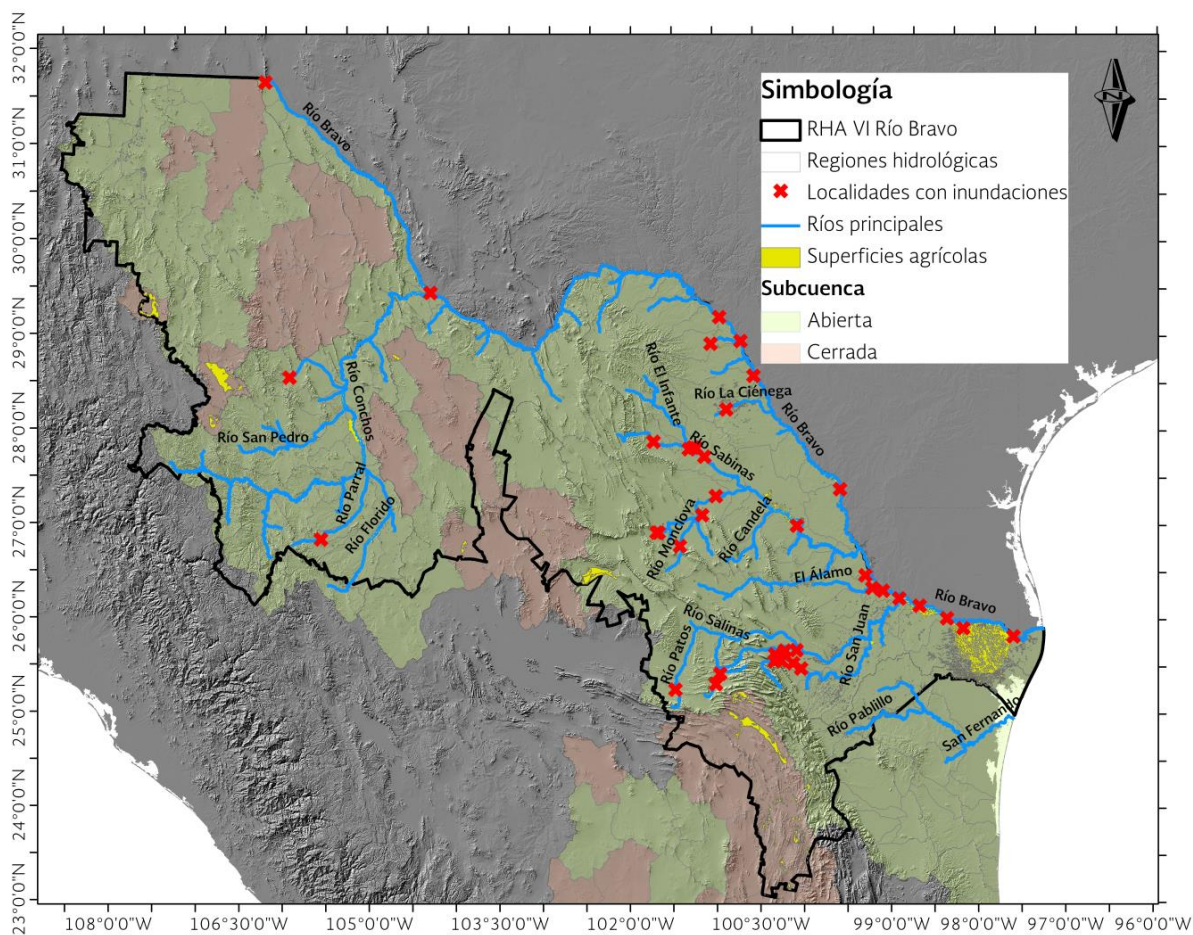 32°0'0"N
31°0'0"N
30°0'0"N
29°0'0"N
28°0'0"N
27°0'0"N
26°0'0"N
25°0'0"N
24°0'0"N
23°0'0"N
Simbología
RHA VI Río Bravo
Regiones hidrológicas
Localidades con inundaciones
Ríos principales
Superficies agrícolas
Subcuenca
Abierta
Cerrada
N
Río Bravo
Río Conchos
Río San Pedro
Río Parral
Río Florido
Río El Infante
Río La Ciénega
Río Bravo
Río Sabinas
Río Monclova
Río Candela
El Álamo
Río Bravo
Río Salinas
Río Patos
Río San Juan
Río Pablillo
San Fernando
108°0'0"W
106°30'0"W
105°0'0"W
103°30'0"W
102°0'0"W
100°30'0"W
99°0'0"W
98°0'0"W
97°0'0"W
96°0'0"W